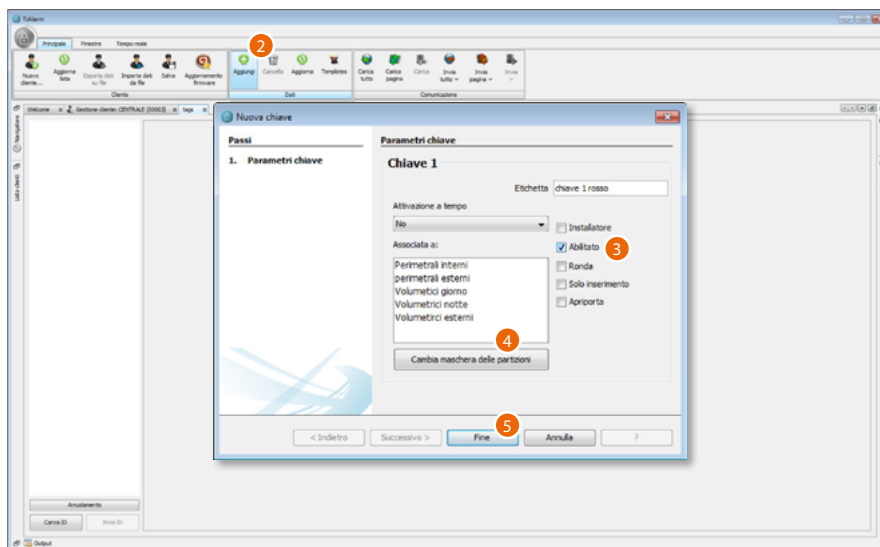 TiAlarm
Principale Finestre Tempo reale
2
Nuovo cliente...
Aggiorna lista
Esporta dati su file
Importa dati da file
Salva
Aggiornamento firmware
Aggiungi
Cancella
Aggiorna
Templates
Carica tutto
Carica pagina
Carica
Invia tutto
Invia pagina
Invia
Cliente
Dati
Comunicazione
Welcome
Gestione cliente: CENTRALE [00003]
tags
Navigatore
Lista clienti
Nuova chiave
Passi
1. Parametri chiave
Parametri chiave
Chiave 1
Etichetta chiave 1 rosso
Attivazione a tempo
No
Installatore
Associata a:
Abilitato 3
Perimetrali interni
perimetrali esterni
Volumetici giorno
Volumetrici notte
Volumetirci esterni
Ronda
Solo inserimento
Apriporta
4
Cambia maschera delle partizioni
5
< Indietro
Successivo >
Fine
Annulla
?
Annullamento
Carica ID
Invia ID
Output